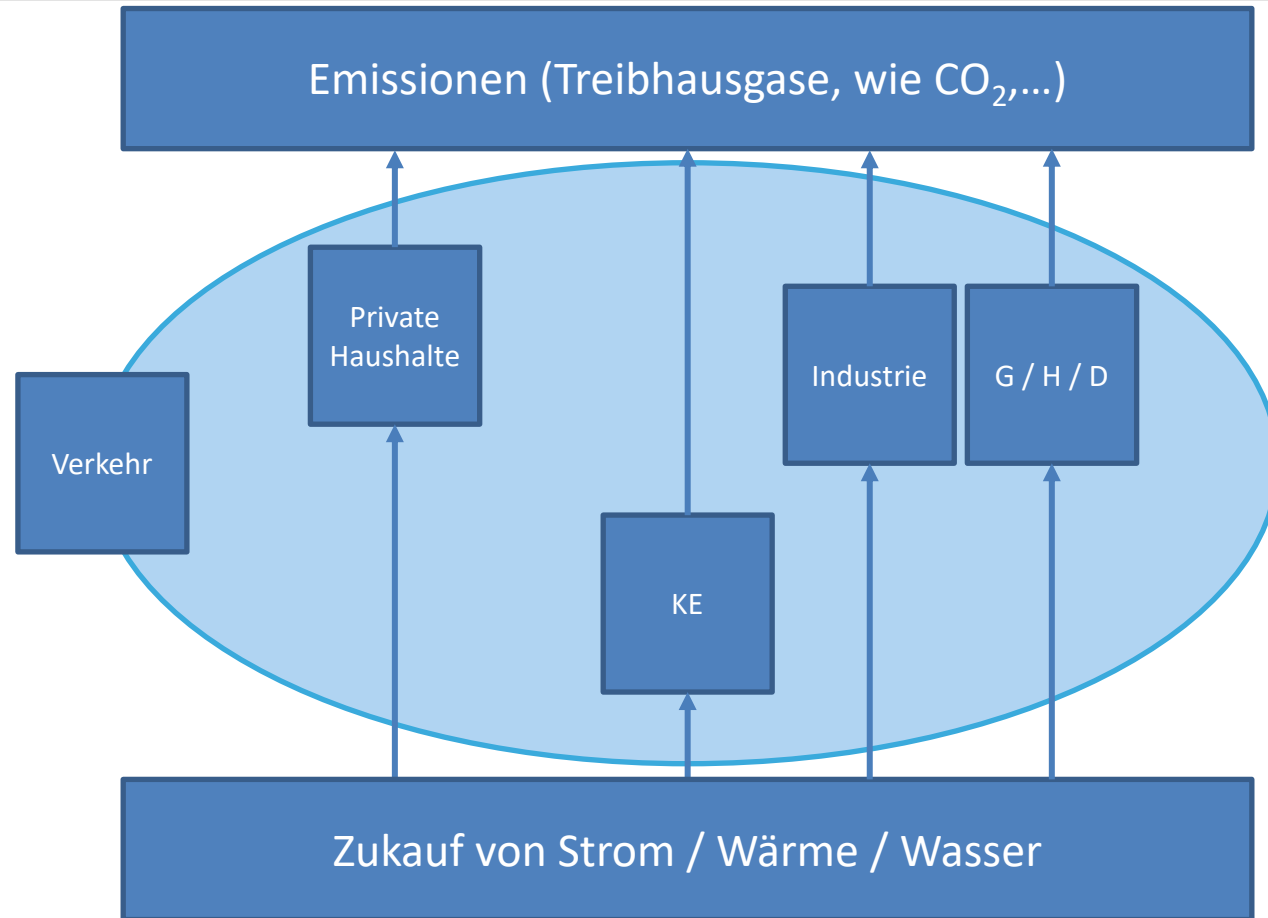 Emissionen (Treibhausgase, wie CO₂,...)
Private
Haushalte
Industrie
G / H / D
Verkehr
KE
Zukauf von Strom / Wärme / Wasser